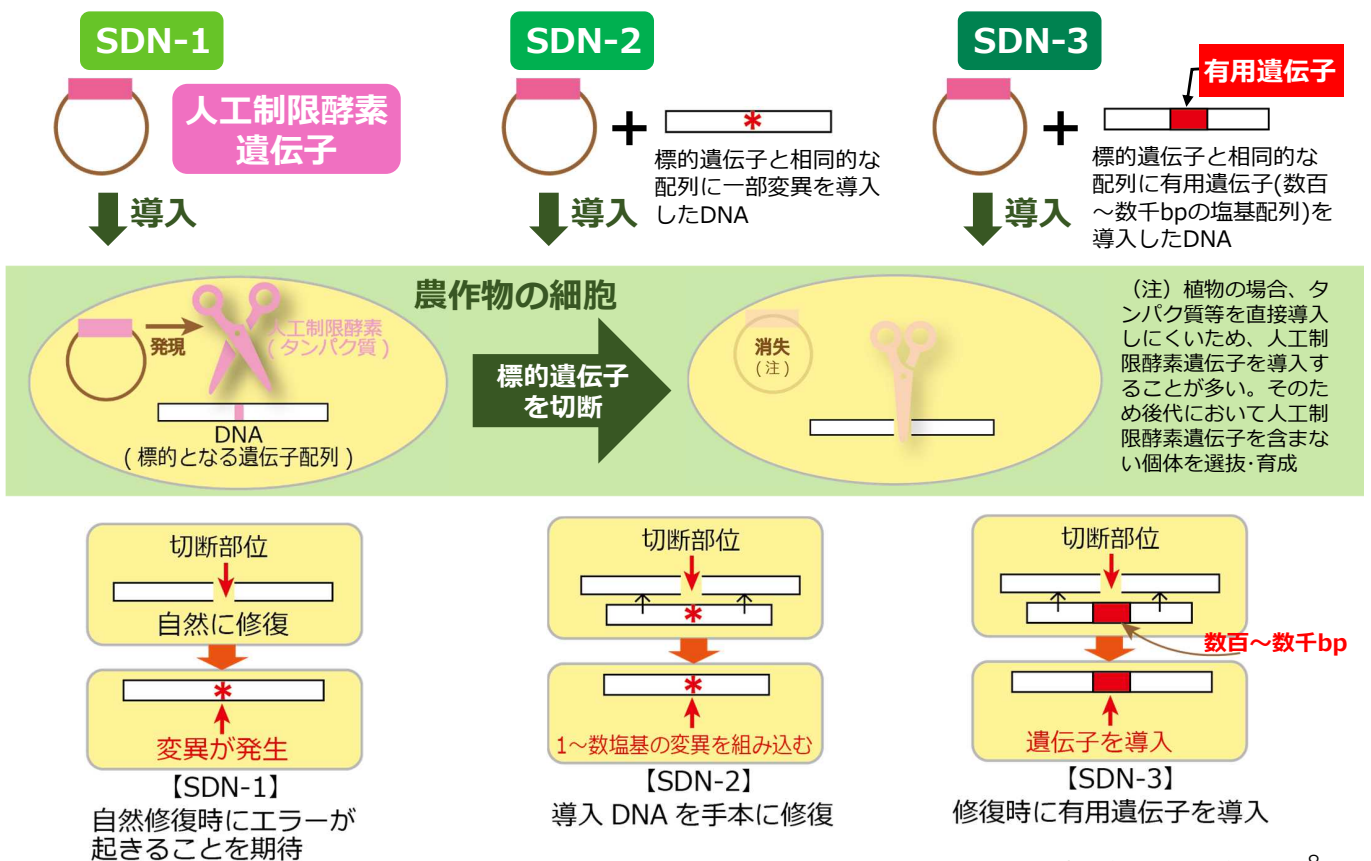 SDN-1
人工制限酵素
遺伝子
導入
SDN-2
+
*
標的遺伝子と相同的な
配列に一部変異を導入
したDNA
導入
SDN-3
有用遺伝子
+
標的遺伝子と相同的な
配列に有用遺伝子(数百
～数千bpの塩基配列)を
導入したDNA
導入
農作物の細胞
発現
人工制限酵素
(タンパク質)
DNA
(標的となる遺伝子配列)
標的遺伝子
を切断
消失
(注)
（注）植物の場合、タ
ンパク質等を直接導入
しにくいため、人工制
限酵素遺伝子を導入す
ることが多い。そのた
め後代において人工制
限酵素遺伝子を含まな
い個体を選抜･育成
切断部位
自然に修復
*
変異が発生
【SDN-1】
自然修復時にエラーが
起きることを期待
切断部位
*
*
1～数塩基の変異を組み込む
【SDN-2】
導入 DNA を手本に修復
切断部位
数百～数千bp
遺伝子を導入
【SDN-3】
修復時に有用遺伝子を導入